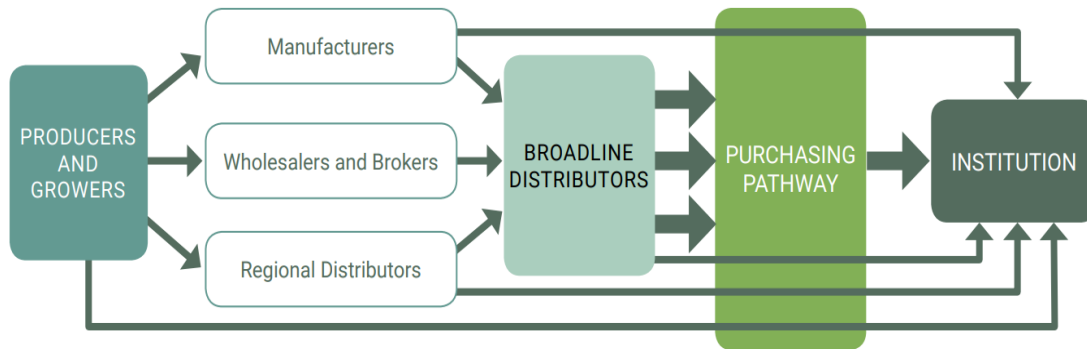 PRODUCERS
AND
GROWERS
Manufacturers
Wholesalers and Brokers
Regional Distributors
BROADLINE
DISTRIBUTORS
PURCHASING
PATHWAY
INSTITUTION